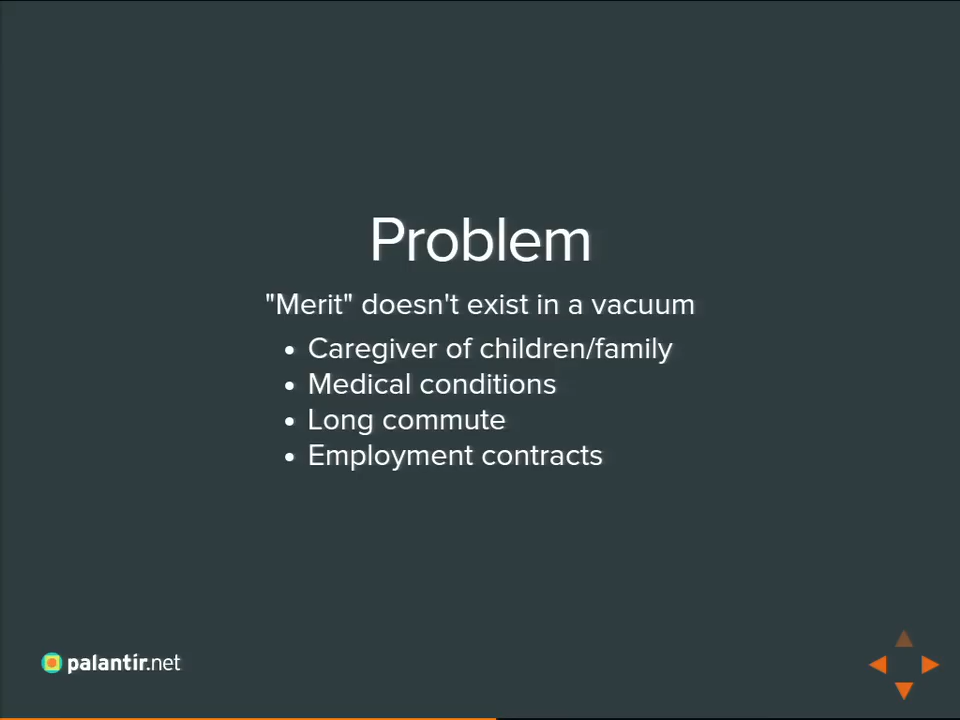 Problem
"Merit" doesn't exist in a vacuum
• Caregiver of children/family
• Medical conditions
• Long commute
• Employment contracts
palantir.net